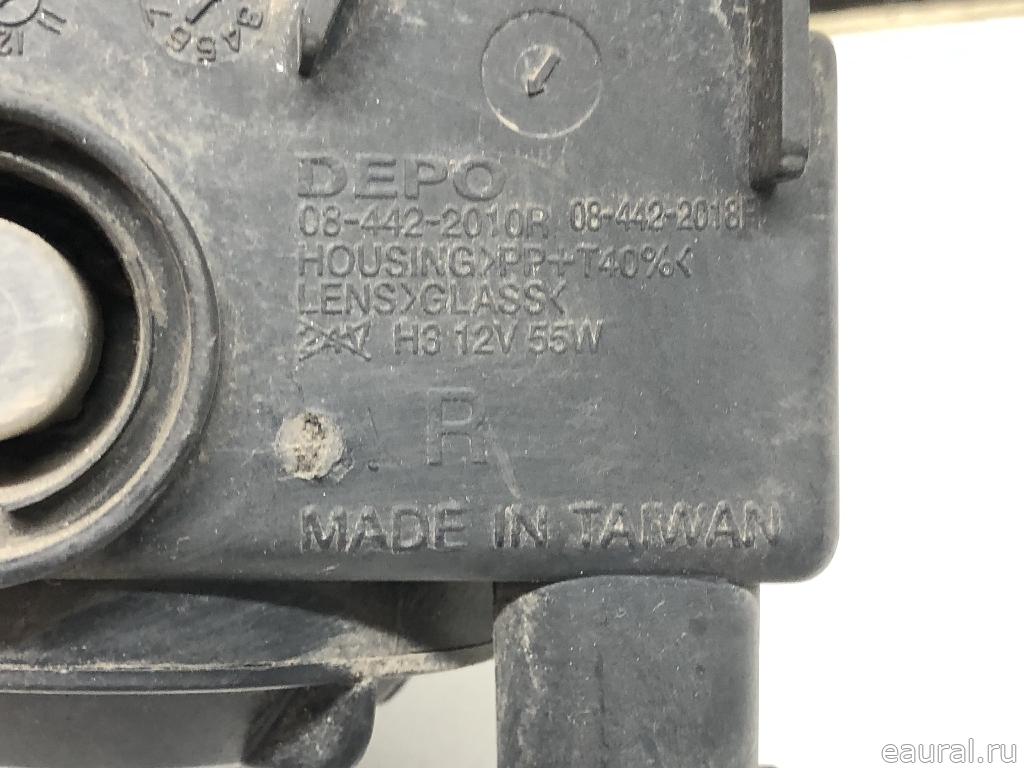 DEPO
08-442-2010R 08-442-2018R
HOUSING>PP+T40%<
LENS>GLASS<
H3 12V 55W
R
MADE IN TAIWAN
eaural.ru